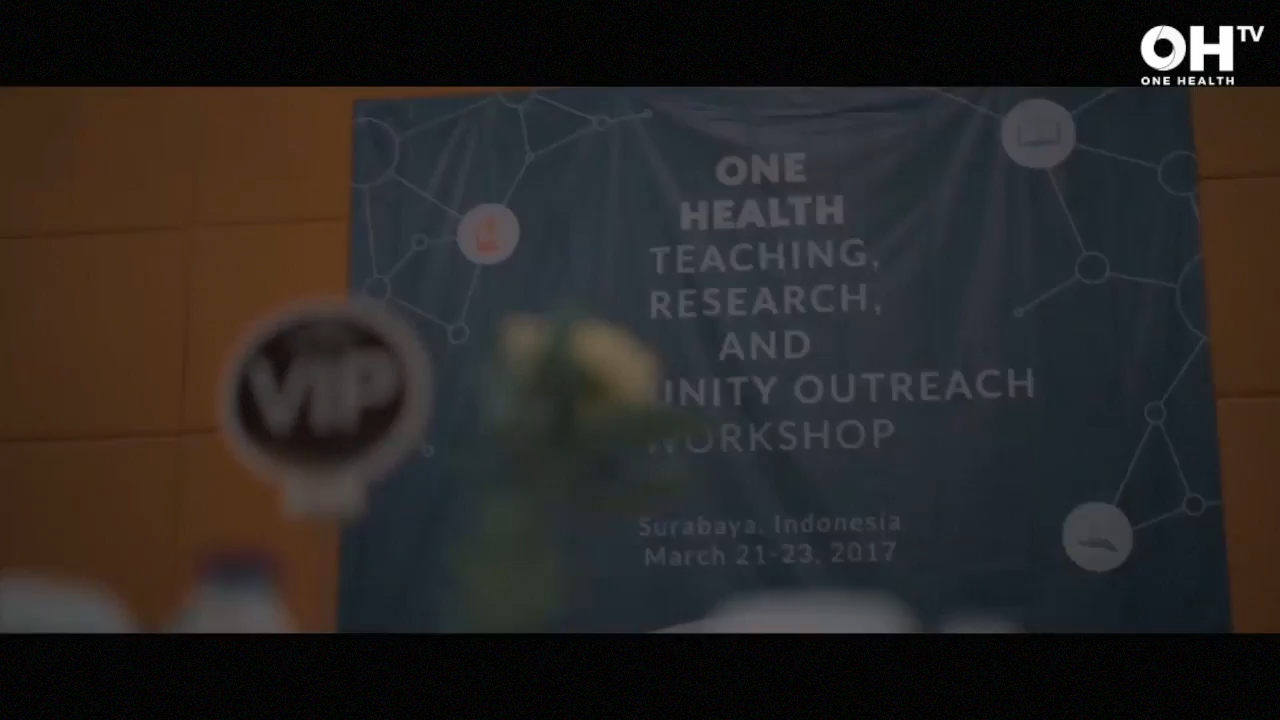 OH TV
ONE HEALTH
ONE
HEALTH
TEACHING,
RESEARCH,
AND
UNITY OUTREACH
WORKSHOP
Surabaya, Indonesia
March 21-23, 2017
VIP